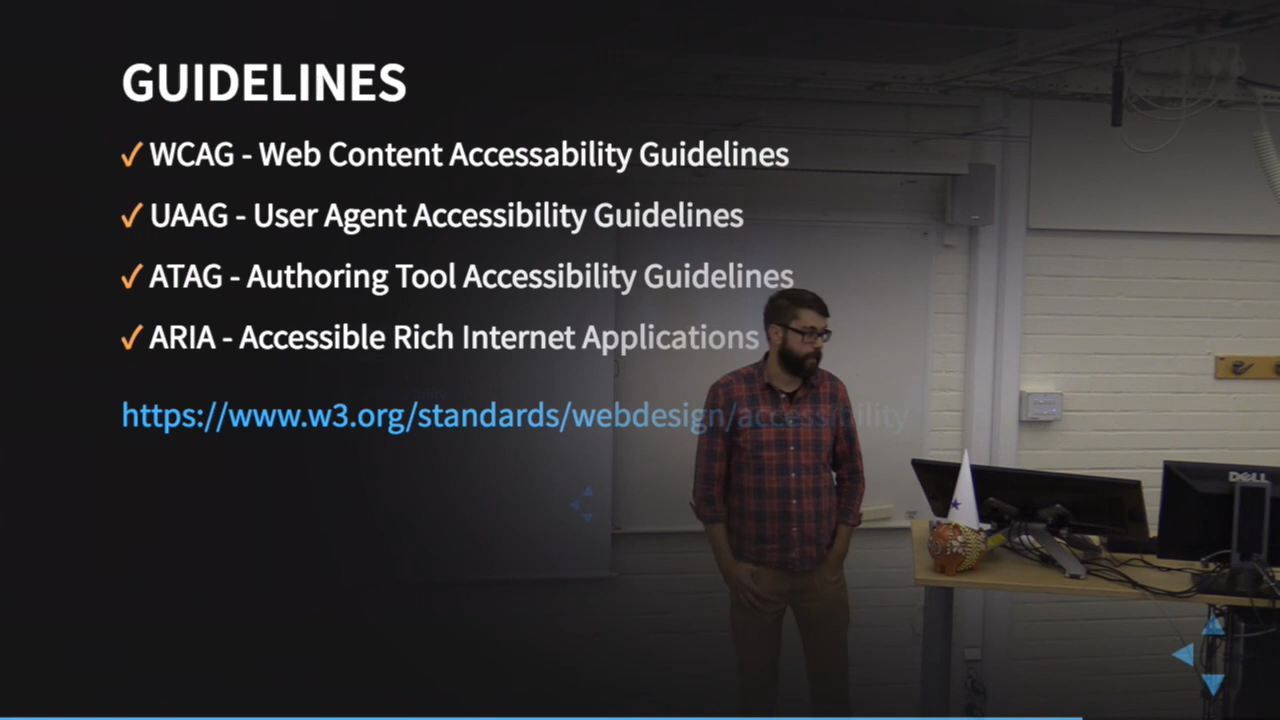 GUIDELINES
✓ WCAG - Web Content Accessability Guidelines
✓ UAAG - User Agent Accessibility Guidelines
✓ ATAG - Authoring Tool Accessibility Guidelines
✓ ARIA - Accessible Rich Internet Applications
https://www.w3.org/standards/webdesign/accessibility
DELL